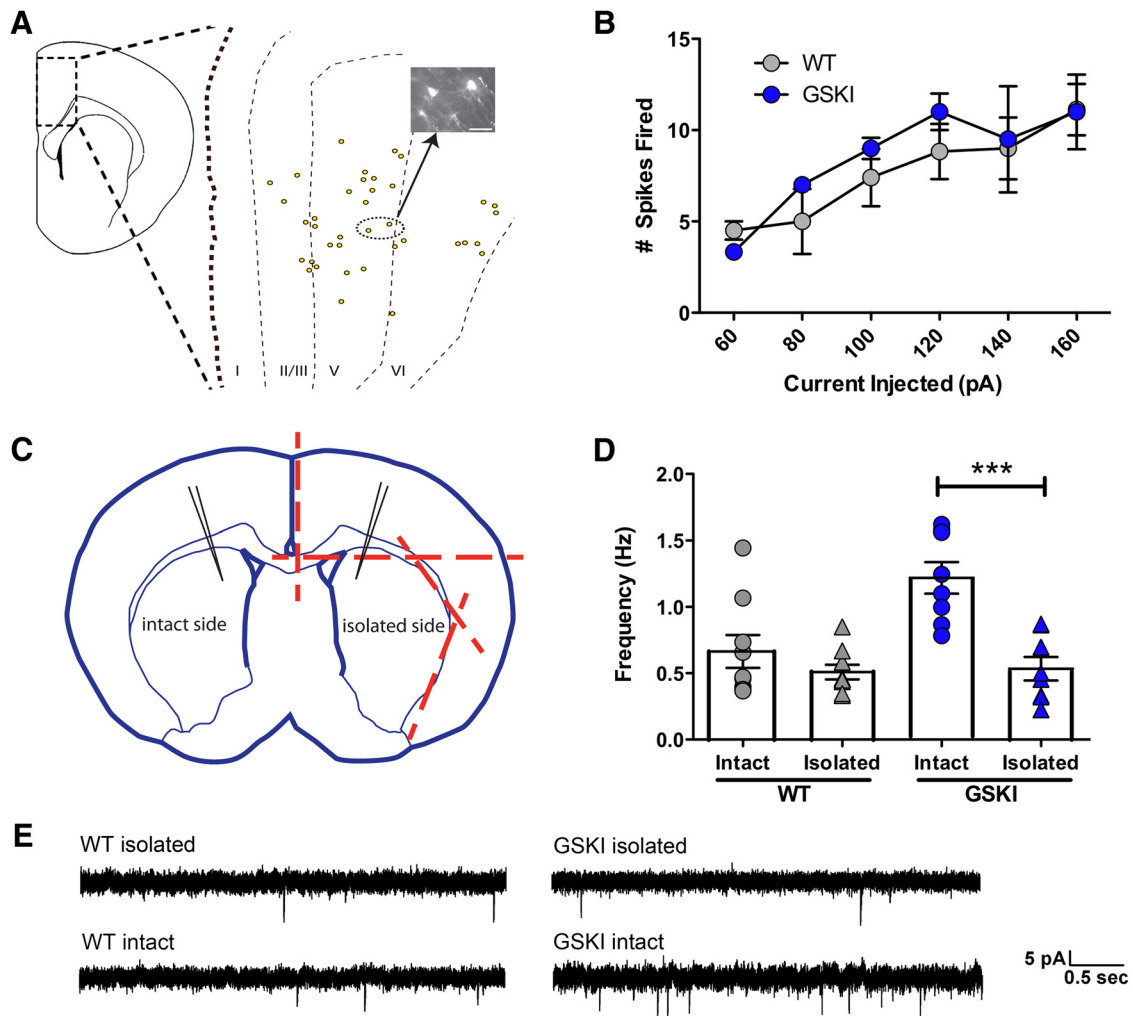 A
I
II/III
V
VI
B
15
10
5
0
# Spikes Fired
WT
GSKI
60
80
100
120
140
160
Current Injected (pA)
C
intact side
isolated side
D
2.0
1.5
1.0
0.5
0.0
Frequency (Hz)
***
Intact
Isolated
Intact
Isolated
WT
GSKI
E
WT isolated
GSKI isolated
WT intact
GSKI intact
5 pA
0.5 sec